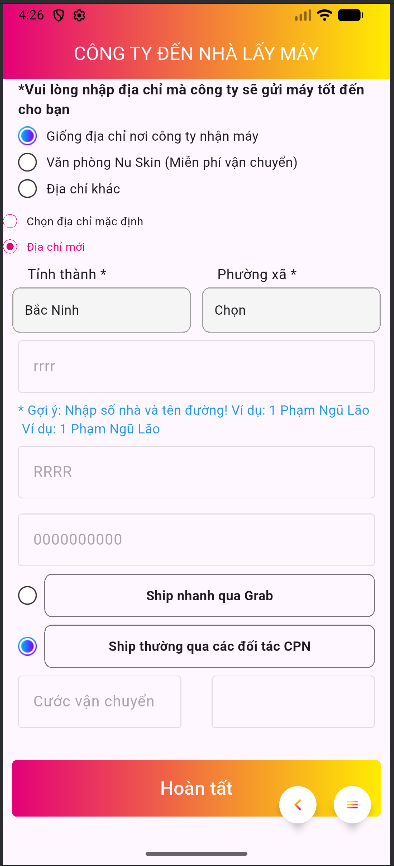 4:26
CÔNG TY ĐẾN NHÀ LẤY MÁY
*Vui lòng nhập địa chỉ mà công ty sẽ gửi máy tốt đến
cho bạn
Giống địa chỉ nơi công ty nhận máy
Văn phòng Nu Skin (Miễn phí vận chuyển)
Địa chỉ khác
Chọn địa chỉ mặc định
Địa chỉ mới
Tỉnh thành * Phường xã *
Bắc Ninh Chọn
rrrr
* Gợi ý: Nhập số nhà và tên đường! Ví dụ: 1 Phạm Ngũ Lão
Ví dụ: 1 Phạm Ngũ Lão
RRRR
0000000000
Ship nhanh qua Grab
Ship thường qua các đối tác CPN
Cước vận chuyển
Hoàn tất